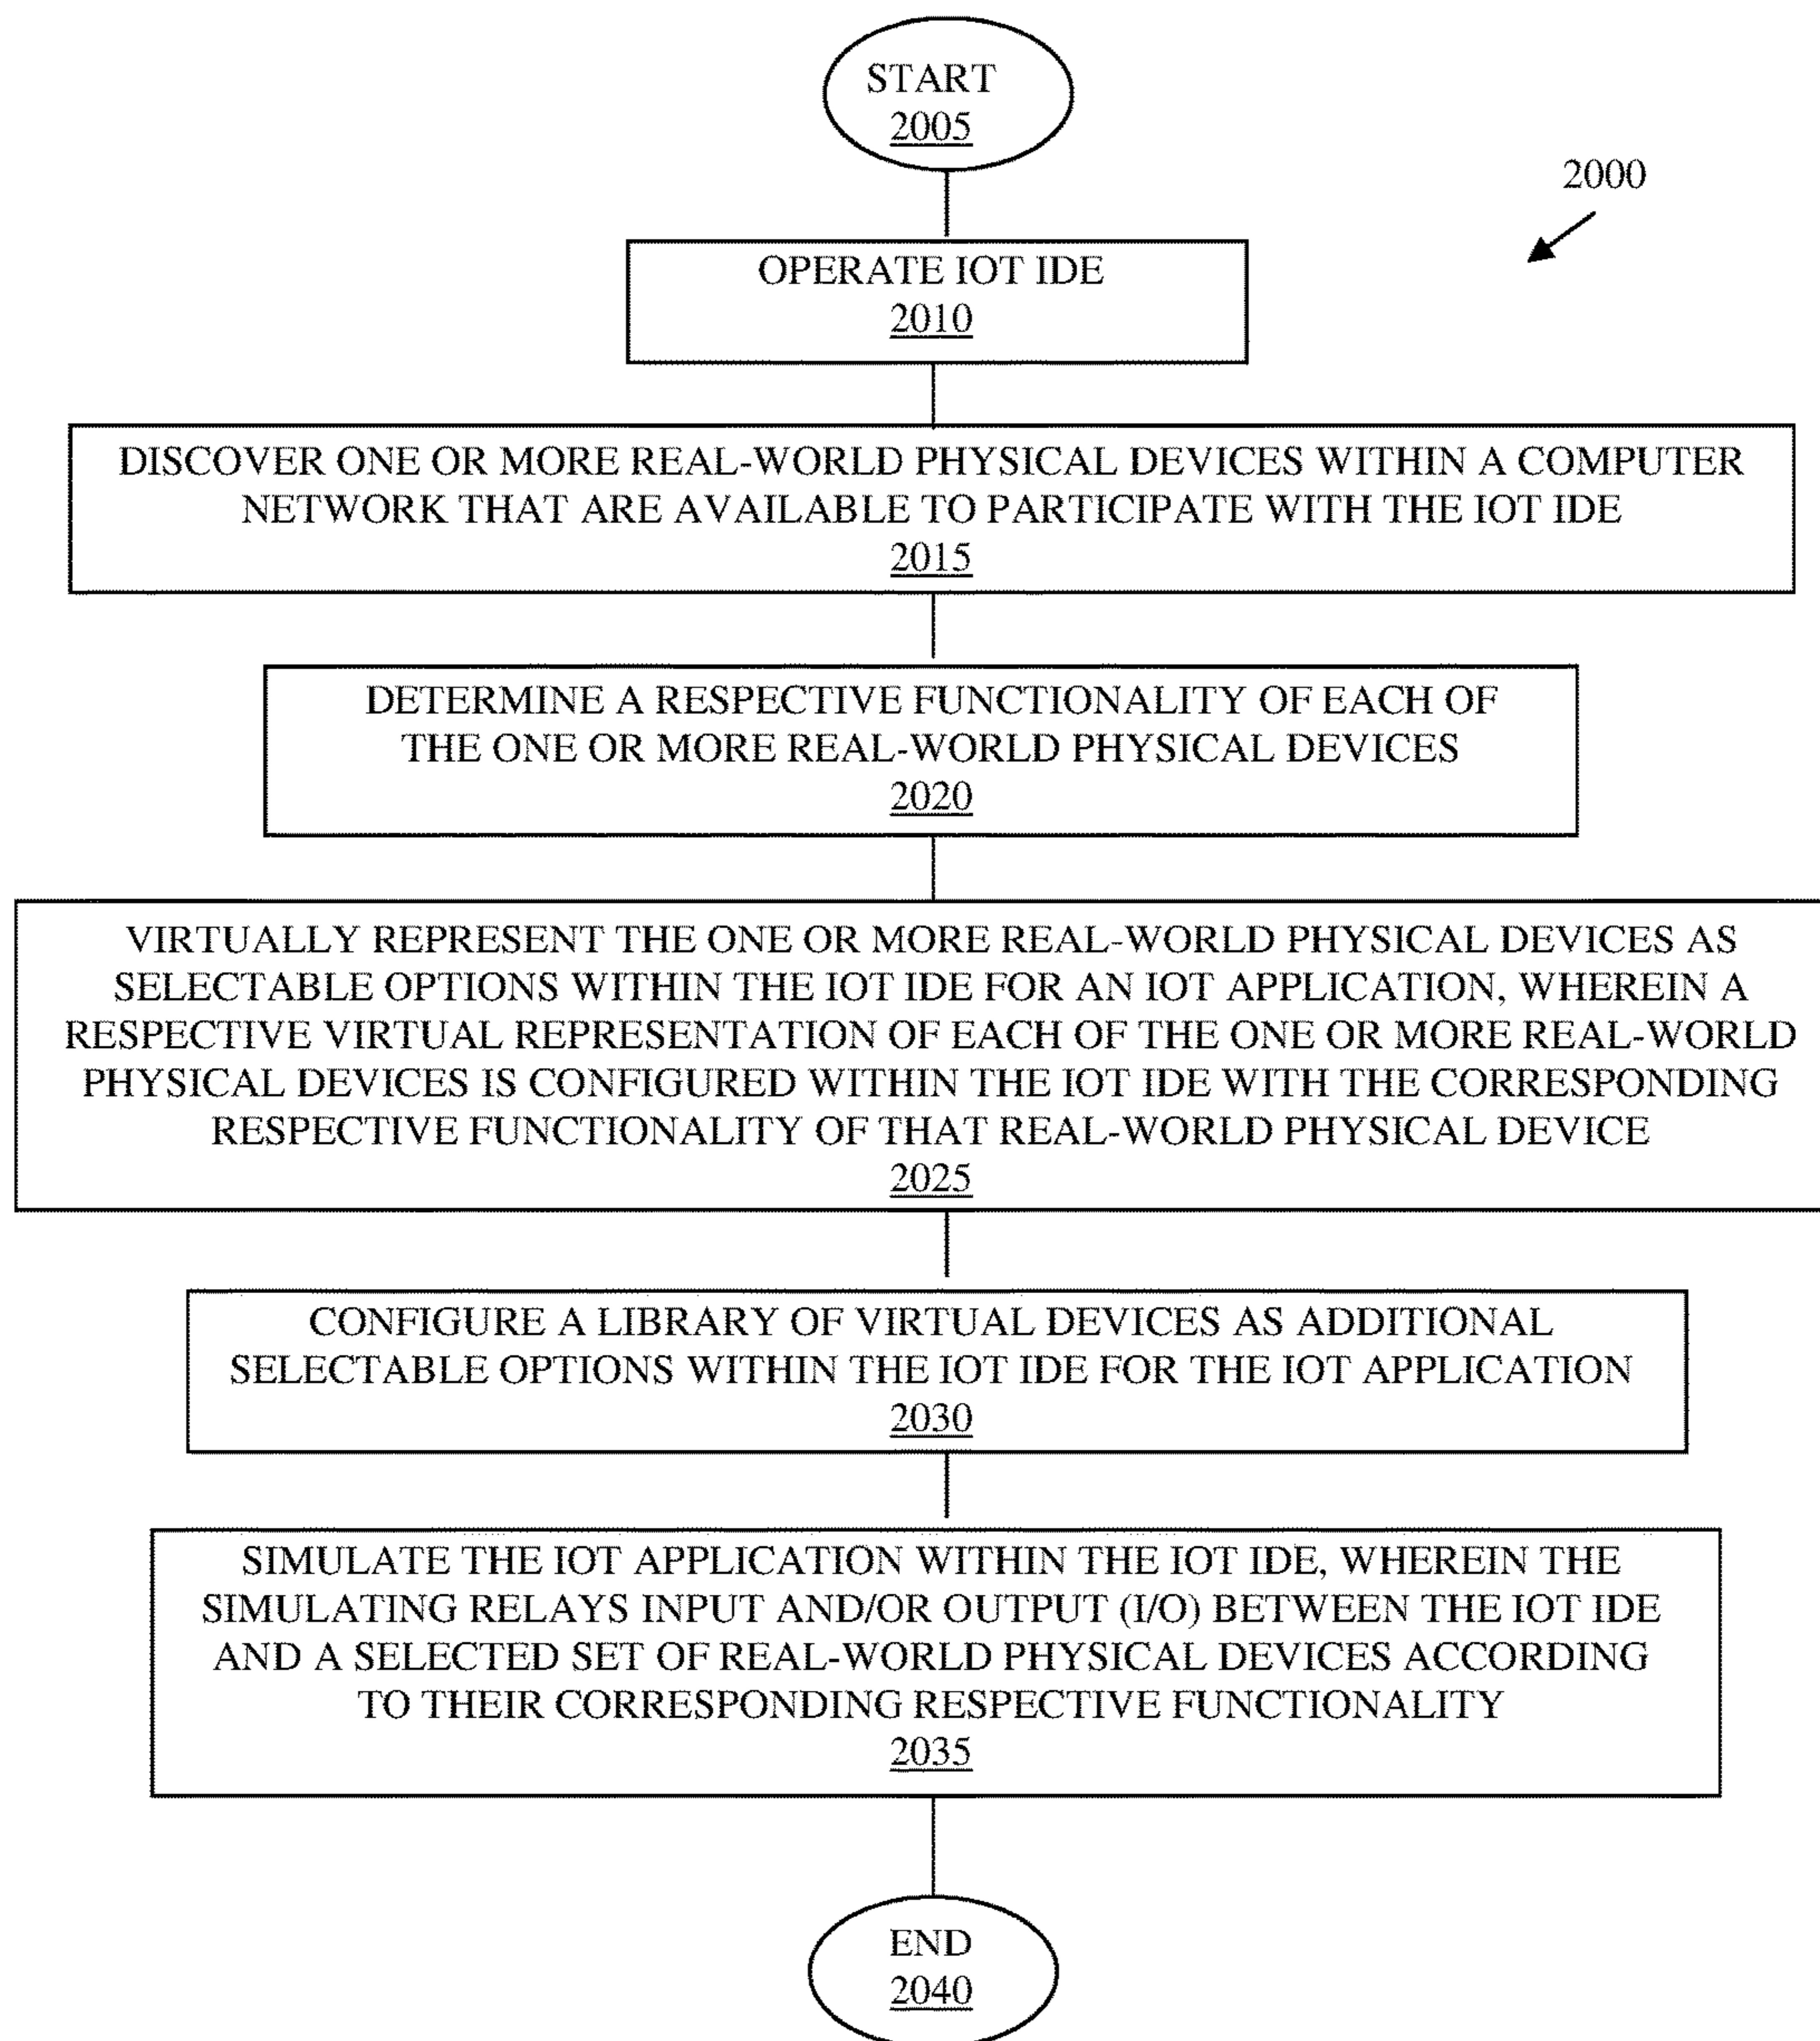 START
2005
2000
OPERATE IOT IDE
2010
DISCOVER ONE OR MORE REAL-WORLD PHYSICAL DEVICES WITHIN A COMPUTER
NETWORK THAT ARE AVAILABLE TO PARTICIPATE WITH THE IOT IDE
2015
DETERMINE A RESPECTIVE FUNCTIONALITY OF EACH OF
THE ONE OR MORE REAL-WORLD PHYSICAL DEVICES
2020
VIRTUALLY REPRESENT THE ONE OR MORE REAL-WORLD PHYSICAL DEVICES AS
SELECTABLE OPTIONS WITHIN THE IOT IDE FOR AN IOT APPLICATION, WHEREIN A
RESPECTIVE VIRTUAL REPRESENTATION OF EACH OF THE ONE OR MORE REAL-WORLD
PHYSICAL DEVICES IS CONFIGURED WITHIN THE IOT IDE WITH THE CORRESPONDING
RESPECTIVE FUNCTIONALITY OF THAT REAL-WORLD PHYSICAL DEVICE
2025
CONFIGURE A LIBRARY OF VIRTUAL DEVICES AS ADDITIONAL
SELECTABLE OPTIONS WITHIN THE IOT IDE FOR THE IOT APPLICATION
2030
SIMULATE THE IOT APPLICATION WITHIN THE IOT IDE, WHEREIN THE
SIMULATING RELAYS INPUT AND/OR OUTPUT (I/O) BETWEEN THE IOT IDE
AND A SELECTED SET OF REAL-WORLD PHYSICAL DEVICES ACCORDING
TO THEIR CORRESPONDING RESPECTIVE FUNCTIONALITY
2035
END
2040